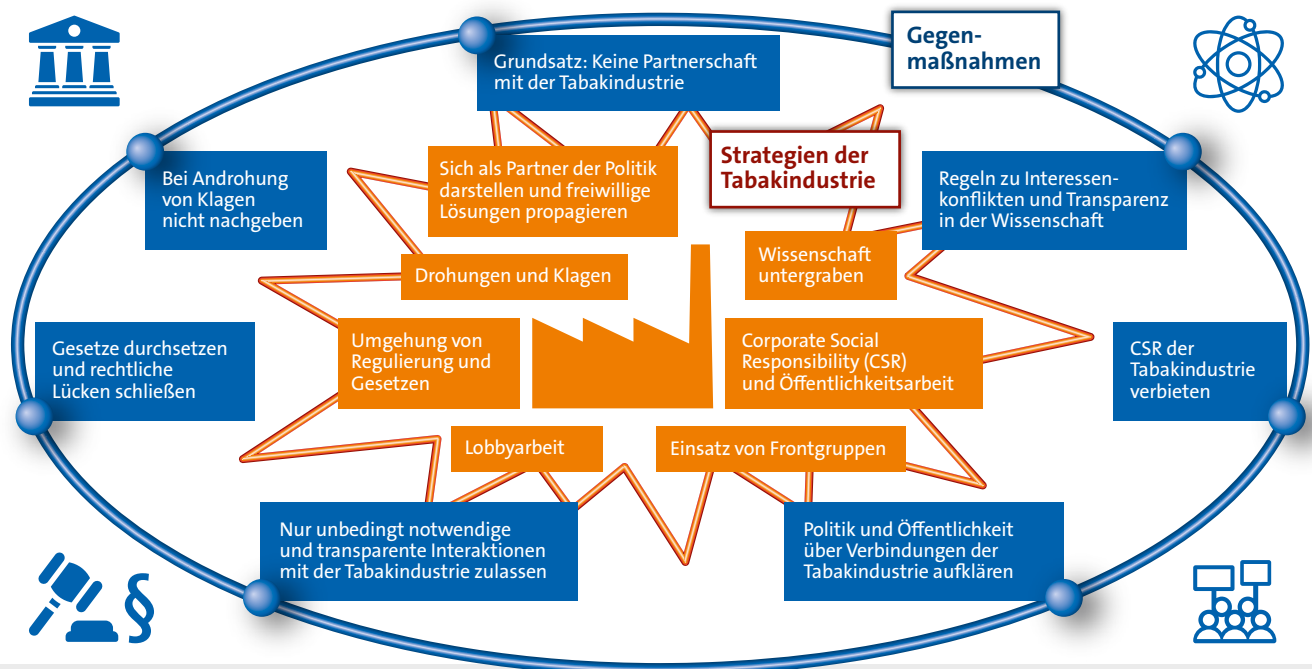 Gegen-
maßnahmen
Grundsatz: Keine Partnerschaft
mit der Tabakindustrie
Strategien der
Tabakindustrie
Sich als Partner der Politik
darstellen und freiwillige
Lösungen propagieren
Bei Androhung
von Klagen
nicht nachgeben
Regeln zu Interessen-
konflikten und Transparenz
in der Wissenschaft
Drohungen und Klagen
Wissenschaft
untergraben
Gesetze durchsetzen
und rechtliche
Lücken schließen
Umgehung von
Regulierung und
Gesetzen
Corporate Social
Responsibility (CSR)
und Öffentlichkeitsarbeit
CSR der
Tabakindustrie
verbieten
Lobbyarbeit
Einsatz von Frontgruppen
Nur unbedingt notwendige
und transparente Interaktionen
mit der Tabakindustrie zulassen
Politik und Öffentlichkeit
über Verbindungen der
Tabakindustrie aufklären
§